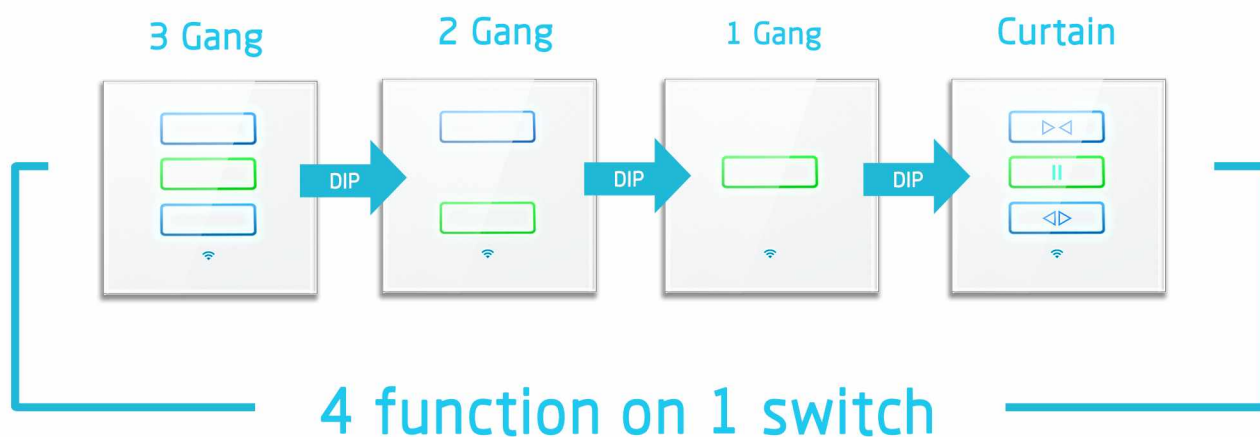 3 Gang
2 Gang
1 Gang
Curtain
DIP
DIP
DIP
4 function on 1 switch